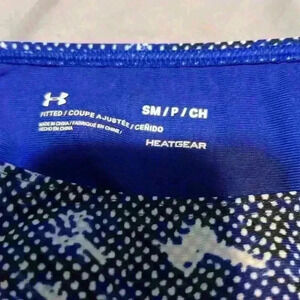 SM / P / CH
FITTED / COUPE AJUSTÉE / CEÑIDO
MADE IN CHINA / FABRIQUÉ EN CHINE /
HECHO EN CHINA
HEATGEAR